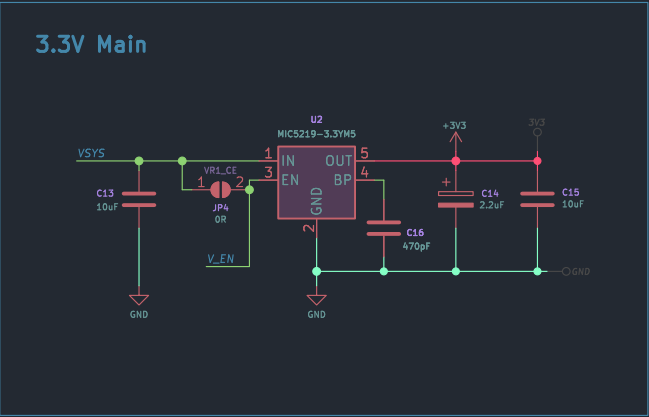 3.3V Main
U2
MIC5219-3.3YM5
+3V3
3V3
VSYS
1
IN
OUT
5
VR1_CE
3
EN
BP
4
1
2
+
C13
10uF
JP4
0R
GND
2
C14
2.2uF
C15
10uF
C16
470pF
V_EN
GND
GND
GND